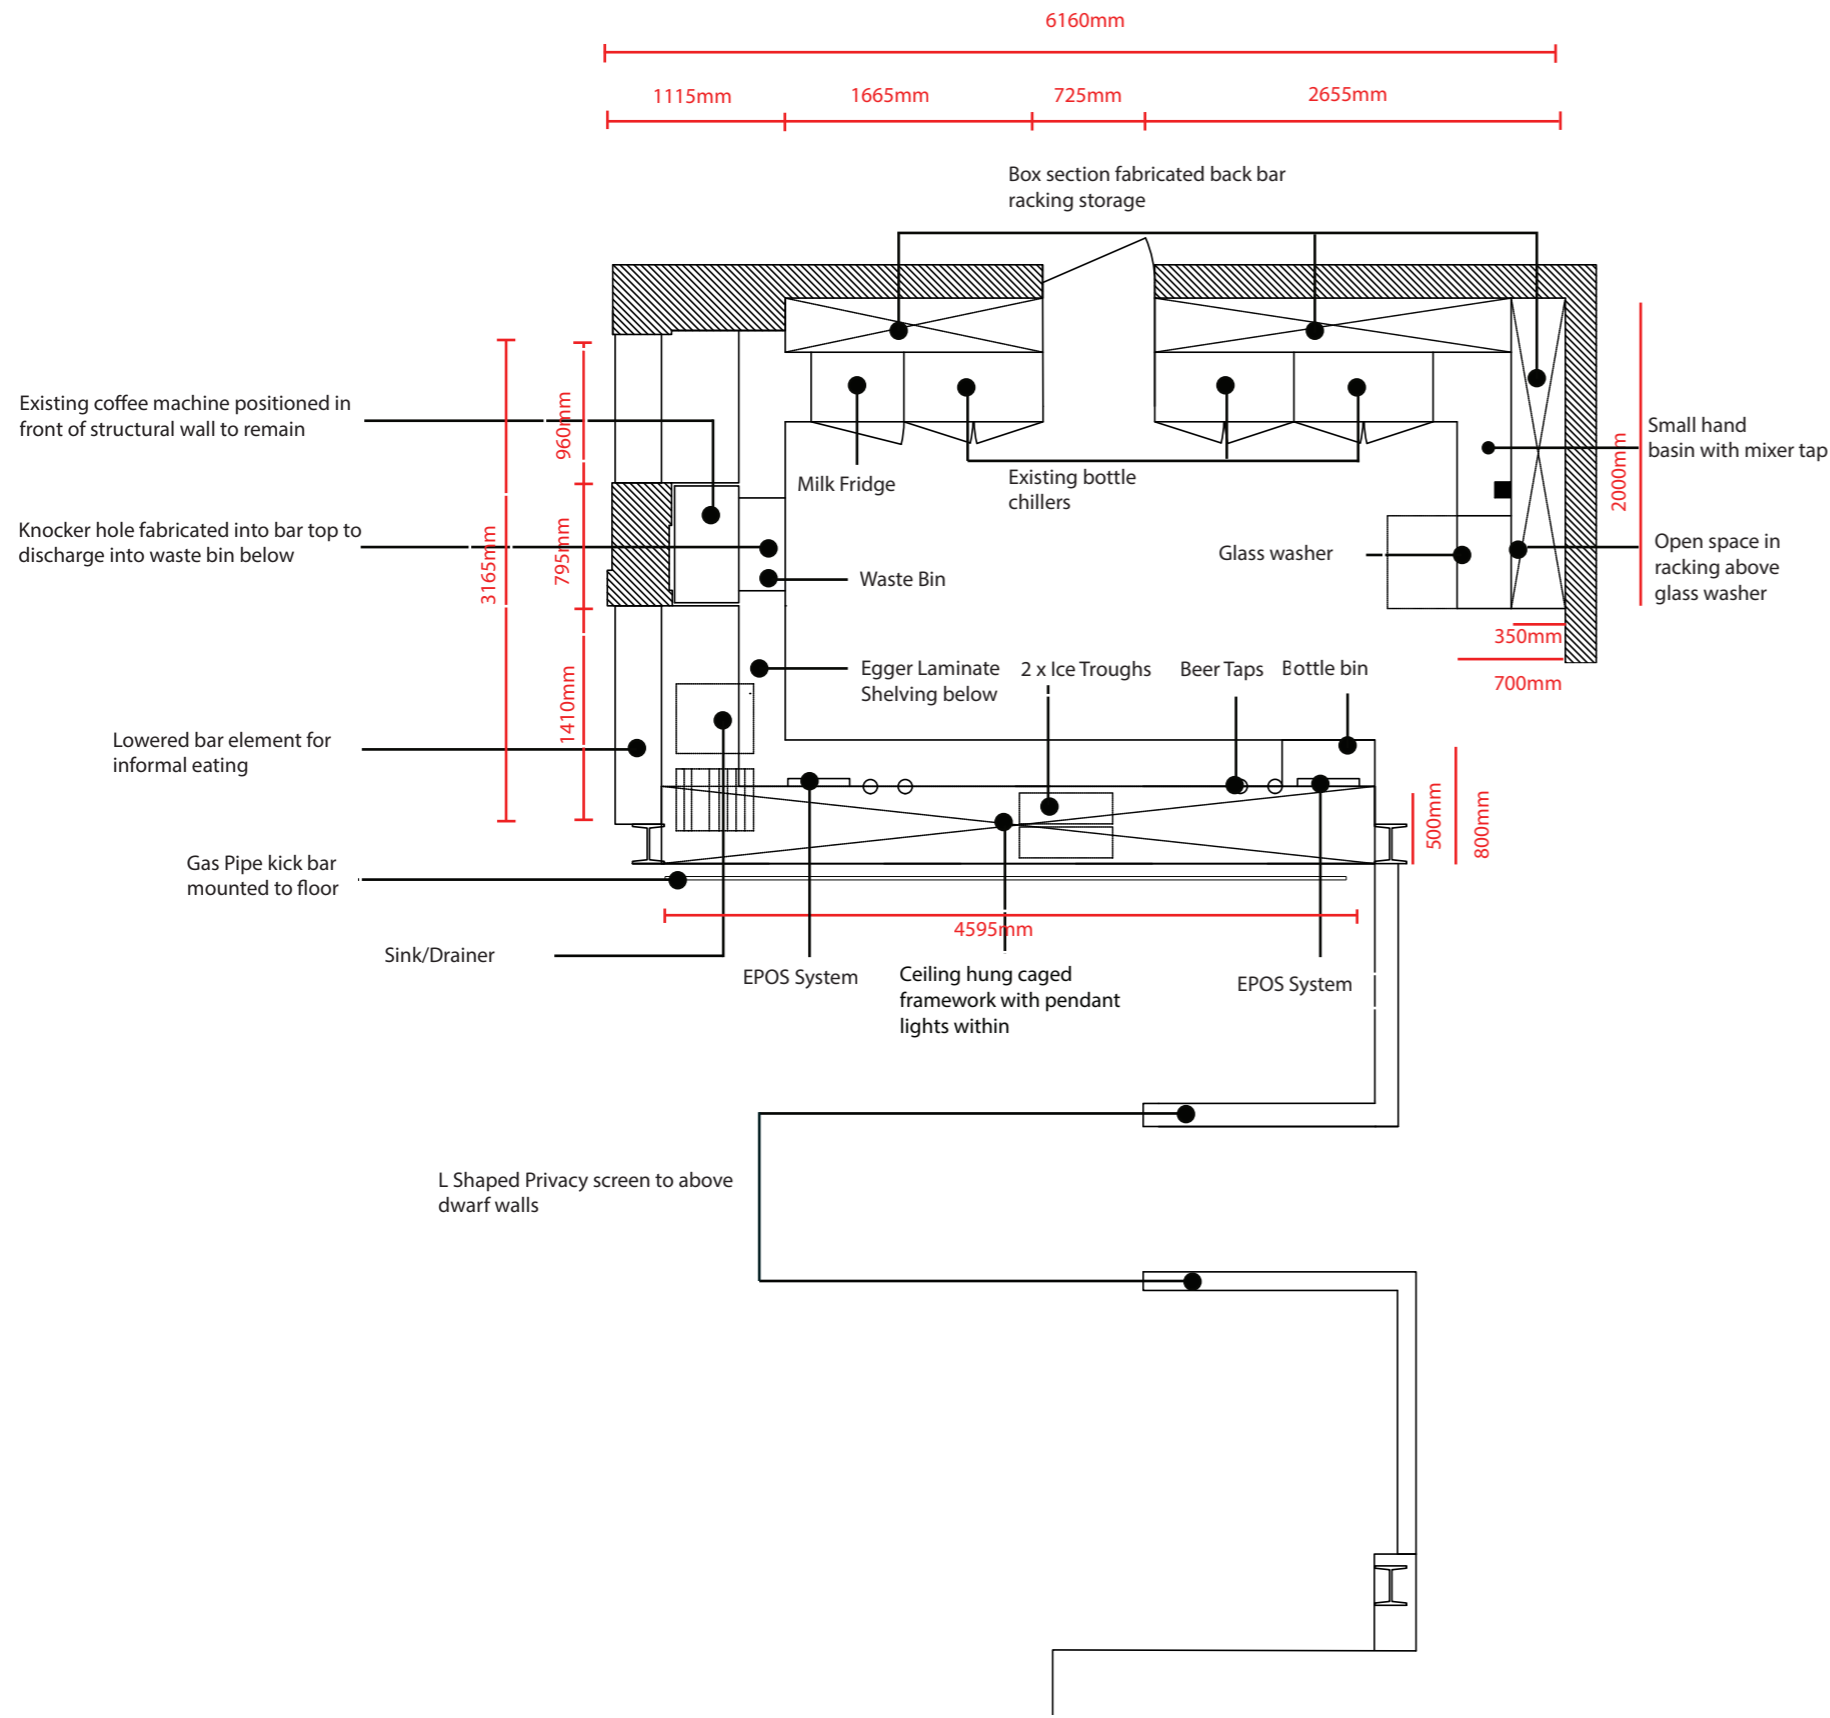 6160mm
1115mm
1665mm
725mm
2655mm
Box section fabricated back bar
racking storage
Existing coffee machine positioned in
front of structural wall to remain
960mm
Small hand
basin with mixer tap
2000mm
Milk Fridge
Existing bottle
chillers
Knocker hole fabricated into bar top to
discharge into waste bin below
3165mm
795mm
Waste Bin
Glass washer
Open space in
racking above
glass washer
350mm
700mm
1410mm
Egger Laminate
Shelving below
2 x Ice Troughs
Beer Taps
Bottle bin
Lowered bar element for
informal eating
500mm
800mm
Gas Pipe kick bar
mounted to floor
4595mm
Sink/Drainer
EPOS System
Ceiling hung caged
framework with pendant
lights within
EPOS System
L Shaped Privacy screen to above
dwarf walls